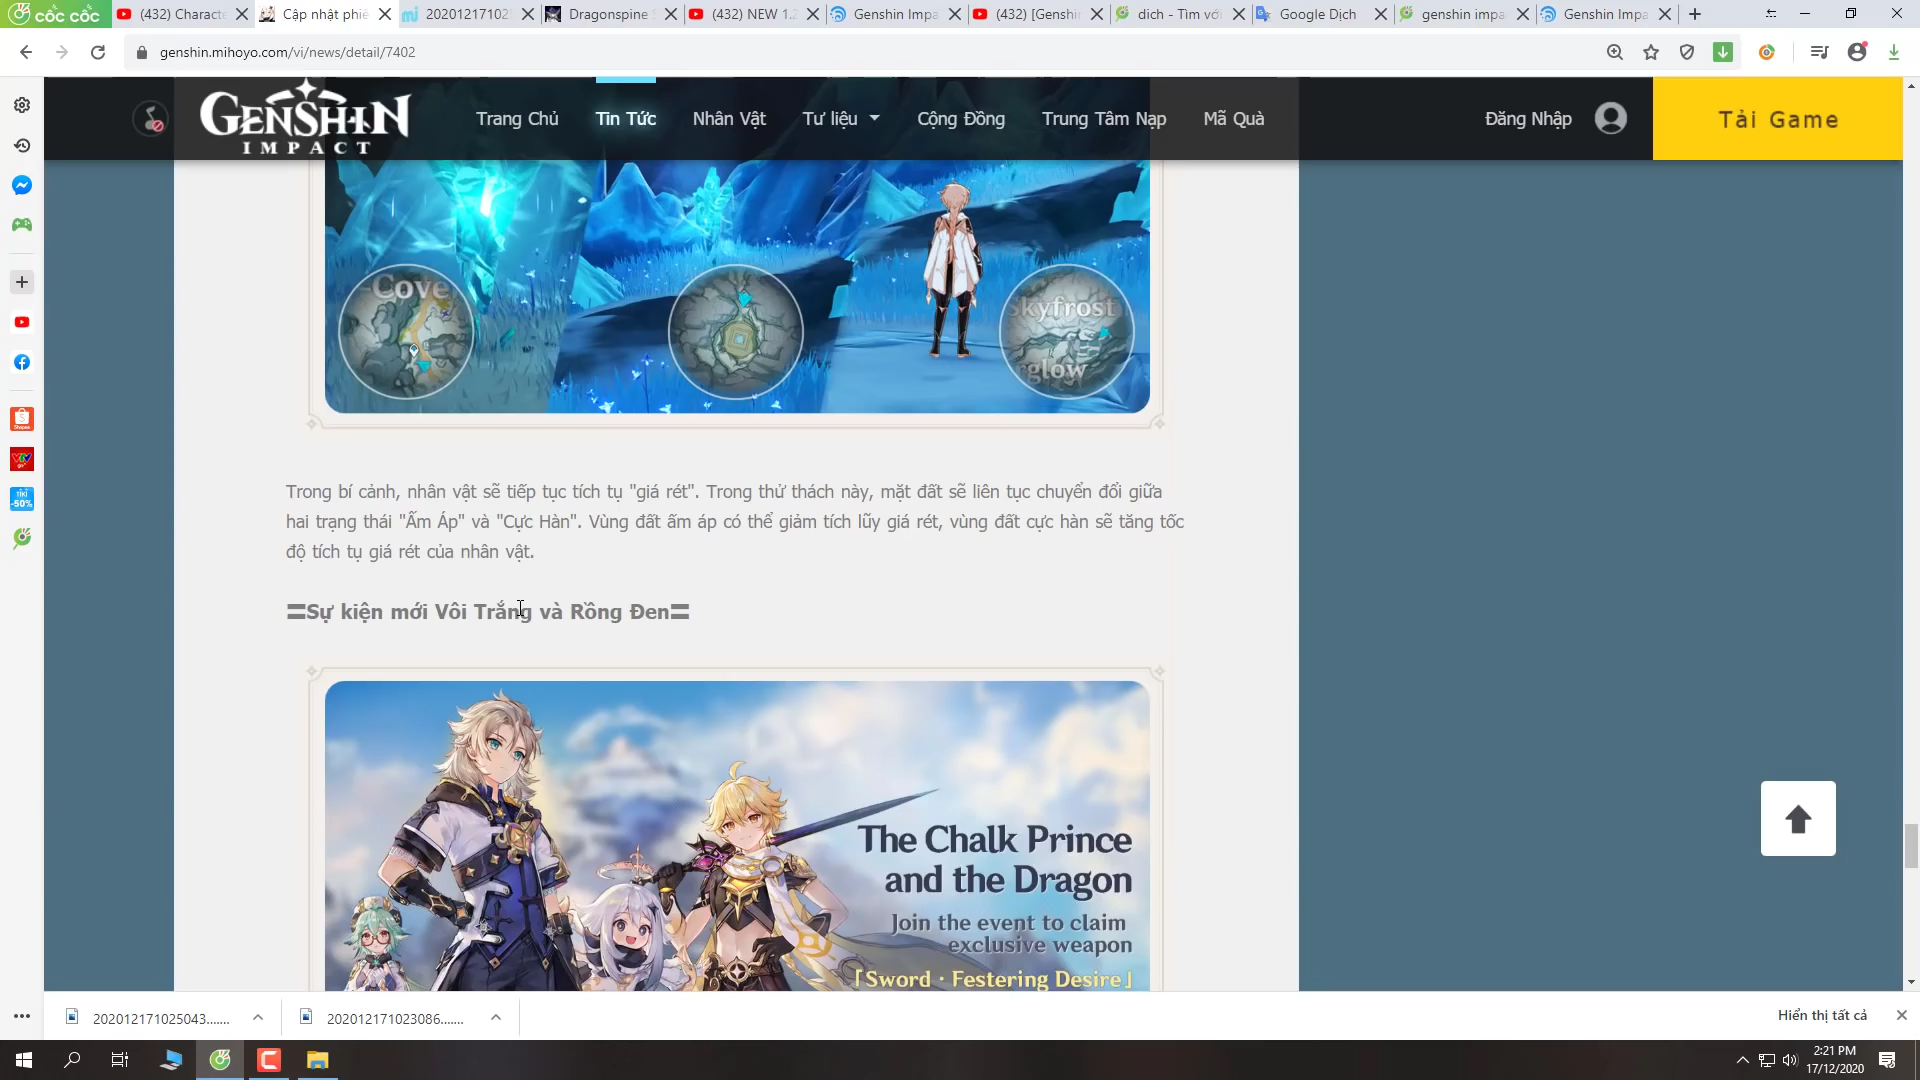 cốc cốc
(432) Characte
Cập nhật phiê
202012171025
Dragonspine S
(432) NEW 1.2
Genshin Impa
(432) [Genshin
dich - Tìm với
Google Dịch
genshin impa
Genshin Impa
genshin.mihoyo.com/vi/news/detail/7402
GENSHIN
IMPACT
Trang Chủ
Tin Tức
Nhân Vật
Tư liệu
Cộng Đồng
Trung Tâm Nạp
Mã Quà
Đăng Nhập
Tải Game
Cove
Skyfrost
glow
Trong bí cảnh, nhân vật sẽ tiếp tục tích tụ "giá rét". Trong thử thách này, mặt đất sẽ liên tục chuyển đổi giữa
hai trạng thái "Ấm Áp" và "Cực Hàn". Vùng đất ấm áp có thể giảm tích lũy giá rét, vùng đất cực hàn sẽ tăng tốc
độ tích tụ giá rét của nhân vật.
〓Sự kiện mới Vôi Trắng và Rồng Đen〓
The Chalk Prince
and the Dragon
Join the event to claim
exclusive weapon
「Sword · Festering Desire」
202012171025043.......
202012171023086.......
Hiển thị tất cả
2:21 PM
17/12/2020